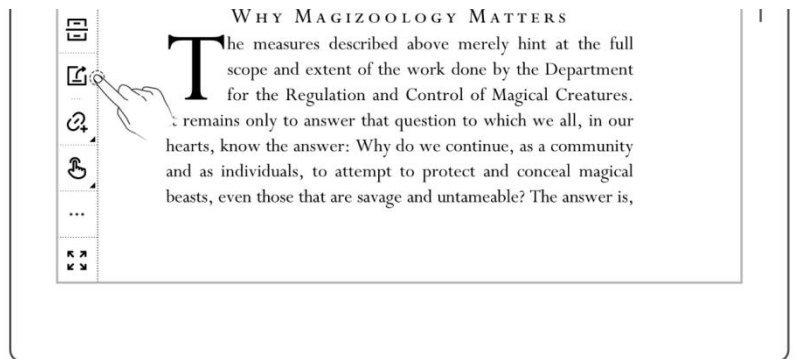 WHY MAGIZOOLOGY MATTERS
The measures described above merely hint at the full
scope and extent of the work done by the Department
for the Regulation and Control of Magical Creatures.
remains only to answer that question to which we all, in our
hearts, know the answer: Why do we continue, as a community
and as individuals, to attempt to protect and conceal magical
beasts, even those that are savage and untameable? The answer is,